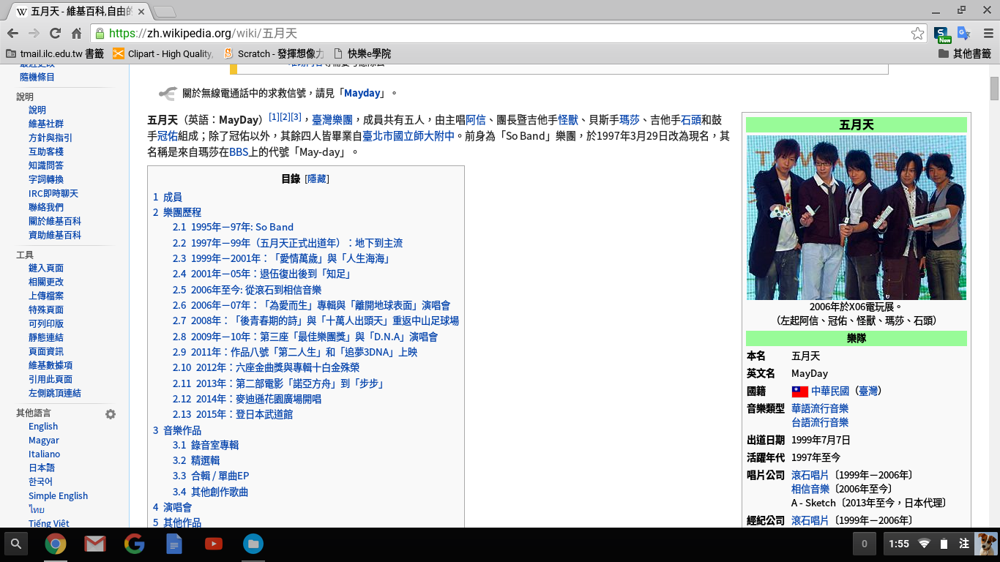 五月天 - 維基百科,自由的
https://zh.wikipedia.org/wiki/五月天
tmail.ilc.edu.tw 書籤
Clipart - High Quality,
Scratch - 發揮想像力
快樂e學院
其他書籤
最近更改
隨機條目
說明
說明
維基社群
方針與指引
互助客棧
知識問答
字詞轉換
IRC即時聊天
聯絡我們
關於維基百科
資助維基百科
工具
鏈入頁面
相關更改
上傳檔案
特殊頁面
可列印版
靜態連結
頁面資訊
維基數據項
引用此頁面
左側跳頂連結
其他語言
English
Magyar
Italiano
日本語
한국어
Simple English
ไทย
Tiếng Việt
關於無線電通話中的求救信號，請見「Mayday」。
五月天（英語：MayDay）[1][2][3]，臺灣樂團，成員共有五人，由主唱阿信、團長暨吉他手怪獸、貝斯手瑪莎、吉他手石頭和鼓
手冠佑組成；除了冠佑以外，其餘四人皆畢業自臺北市國立師大附中。前身為「So Band」樂團，於1997年3月29日改為現名，其
名稱是來自瑪莎在BBS上的代號「May-day」。
目錄 [隱藏]
1 成員
2 樂團歷程
2.1 1995年－97年: So Band
2.2 1997年－99年（五月天正式出道年）：地下到主流
2.3 1999年－2001年：「愛情萬歲」與「人生海海」
2.4 2001年－05年：退伍復出後到「知足」
2.5 2006年至今: 從滾石到相信音樂
2.6 2006年－07年：「為愛而生」專輯與「離開地球表面」演唱會
2.7 2008年：「後青春期的詩」與「十萬人出頭天」重返中山足球場
2.8 2009年－10年：第三座「最佳樂團獎」與「D.N.A」演唱會
2.9 2011年：作品八號「第二人生」和「追夢3DNA」上映
2.10 2012年：六座金曲獎與專輯十白金殊榮
2.11 2013年：第二部電影「諾亞方舟」到「步步」
2.12 2014年：麥迪遜花園廣場開唱
2.13 2015年：登日本武道館
3 音樂作品
3.1 錄音室專輯
3.2 精選輯
3.3 合輯 / 單曲EP
3.4 其他創作歌曲
4 演唱會
5 其他作品
五月天
2006年於X06電玩展。
（左起阿信、冠佑、怪獸、瑪莎、石頭）
樂隊
本名 五月天
英文名 MayDay
國籍 中華民國（臺灣）
音樂類型 華語流行音樂
台語流行音樂
出道日期 1999年7月7日
活躍年代 1997年至今
唱片公司 滾石唱片〔1999年－2006年〕
相信音樂〔2006年至今〕
A - Sketch〔2013年至今，日本代理〕
經紀公司 滾石唱片〔1999年－2006年〕
0
1:55
注